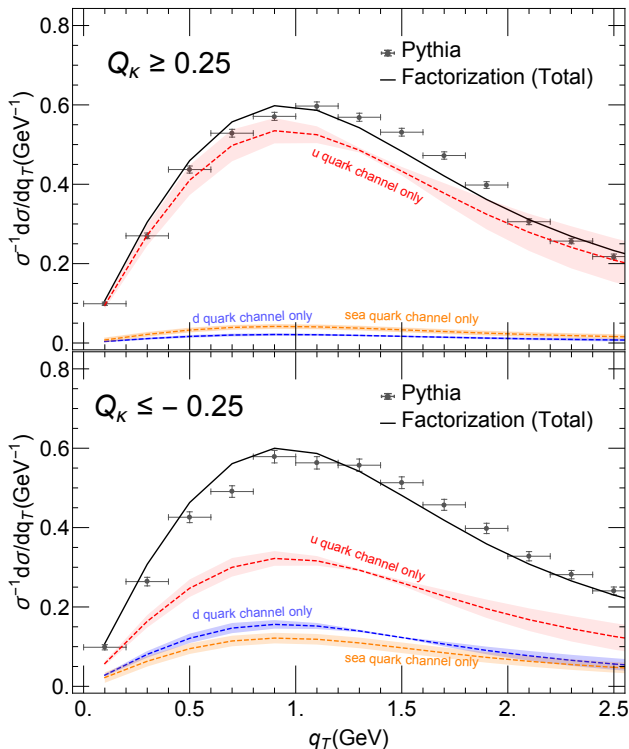 0.8
Q_κ ≥ 0.25
Pythia
Factorization (Total)
0.6
σ⁻¹dσ/dq_T(GeV⁻¹)
u quark channel only
0.4
0.2
d quark channel only
sea quark channel only
0.
0.8
Q_κ ≤ − 0.25
Pythia
Factorization (Total)
0.6
σ⁻¹dσ/dq_T(GeV⁻¹)
u quark channel only
0.4
0.2
d quark channel only
sea quark channel only
0.
0. 0.5 1. 1.5 2. 2.5
q_T(GeV)